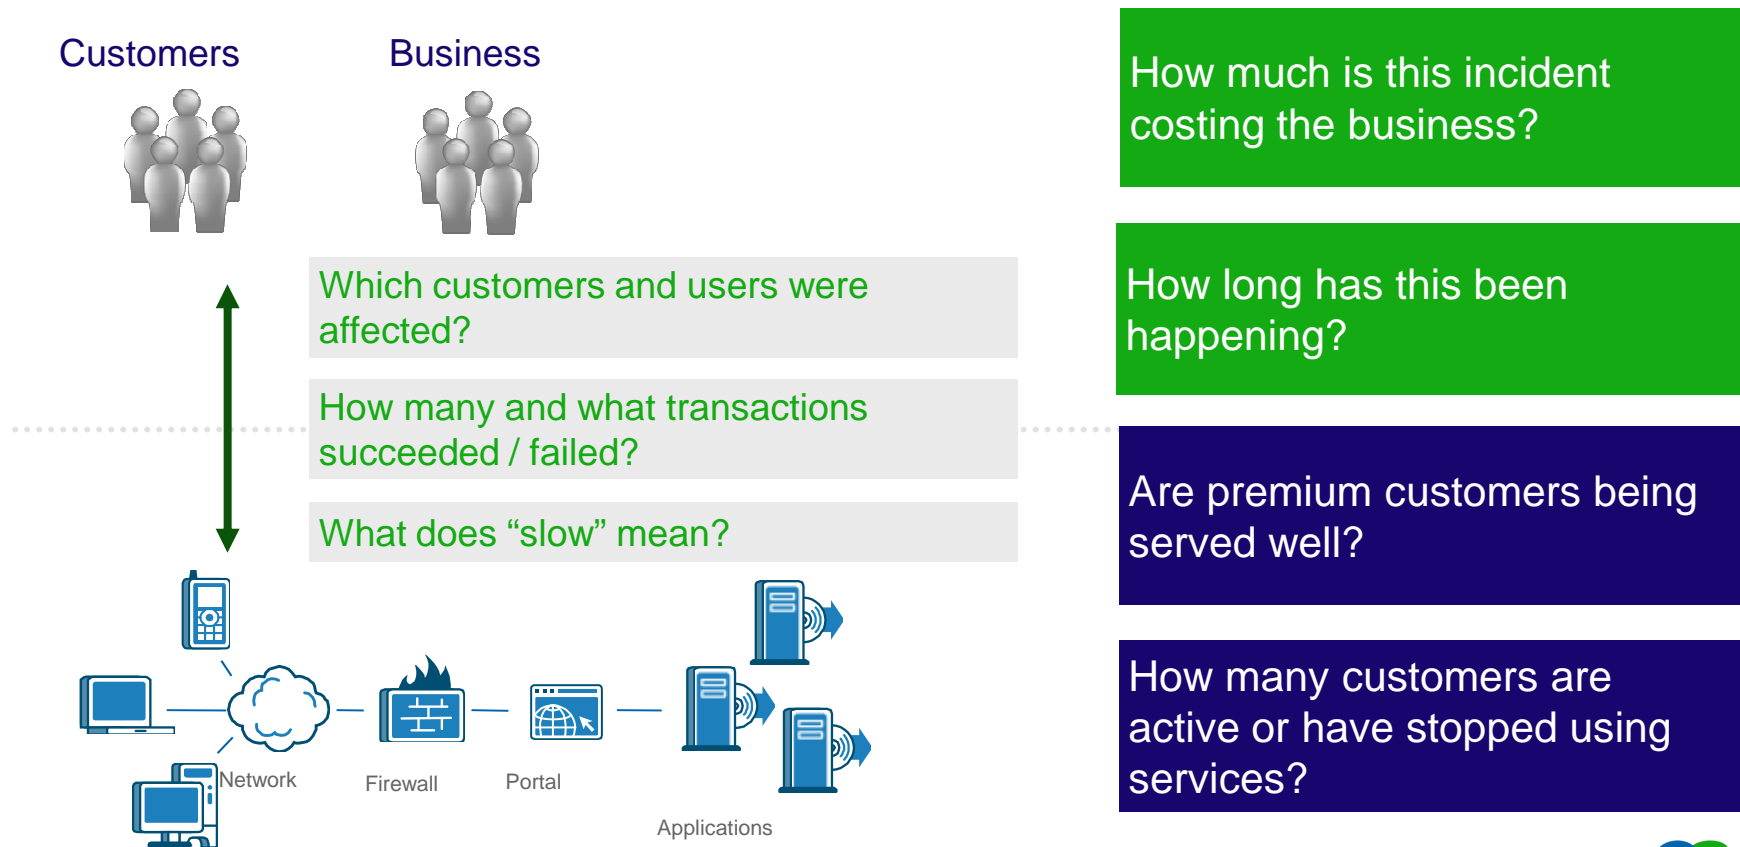 Customers
Business
Which customers and users were
affected?
How many and what transactions
succeeded / failed?
What does “slow” mean?
Network
Firewall
Portal
Applications
How much is this incident
costing the business?
How long has this been
happening?
Are premium customers being
served well?
How many customers are
active or have stopped using
services?